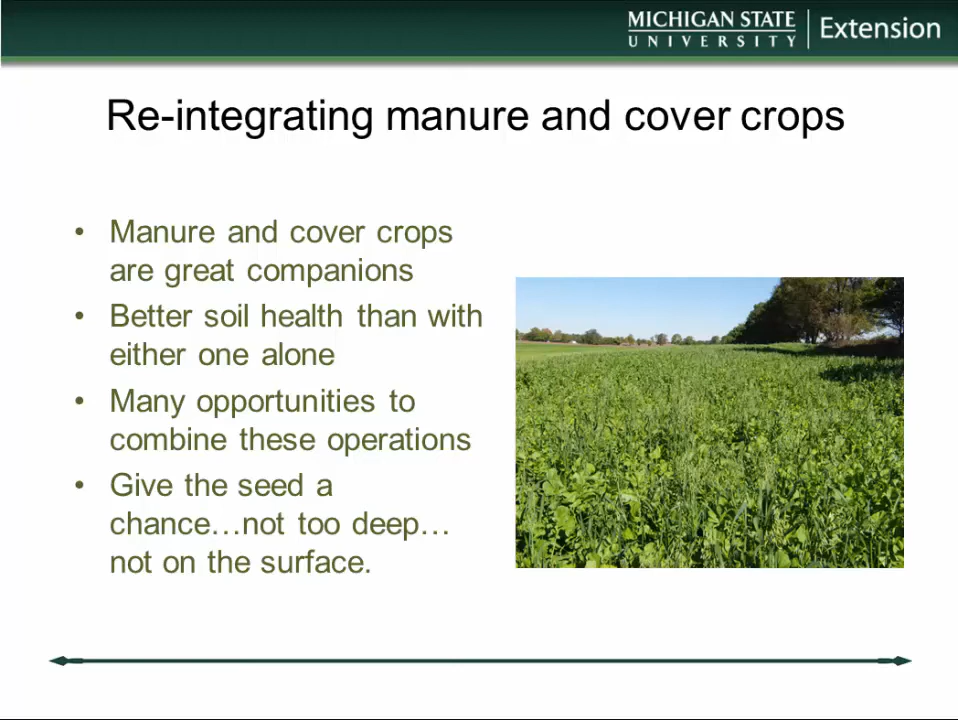 MICHIGAN STATE
UNIVERSITY
Extension
Re-integrating manure and cover crops
• Manure and cover crops
are great companions
• Better soil health than with
either one alone
• Many opportunities to
combine these operations
• Give the seed a
chance…not too deep…
not on the surface.